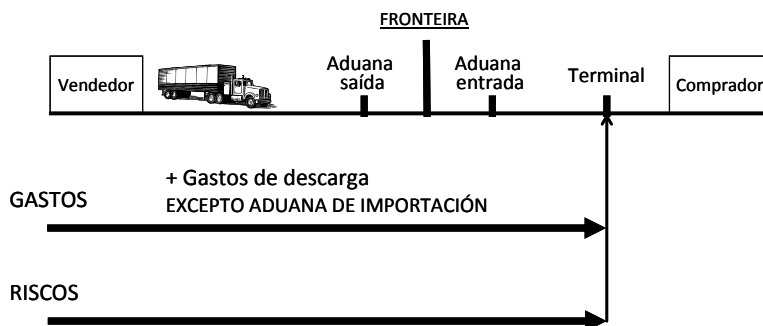 FRONTEIRA
Vendedor
Aduana
saída
Aduana
entrada
Terminal
Comprador
+ Gastos de descarga
GASTOS
EXCEPTO ADUANA DE IMPORTACIÓN
RISCOS